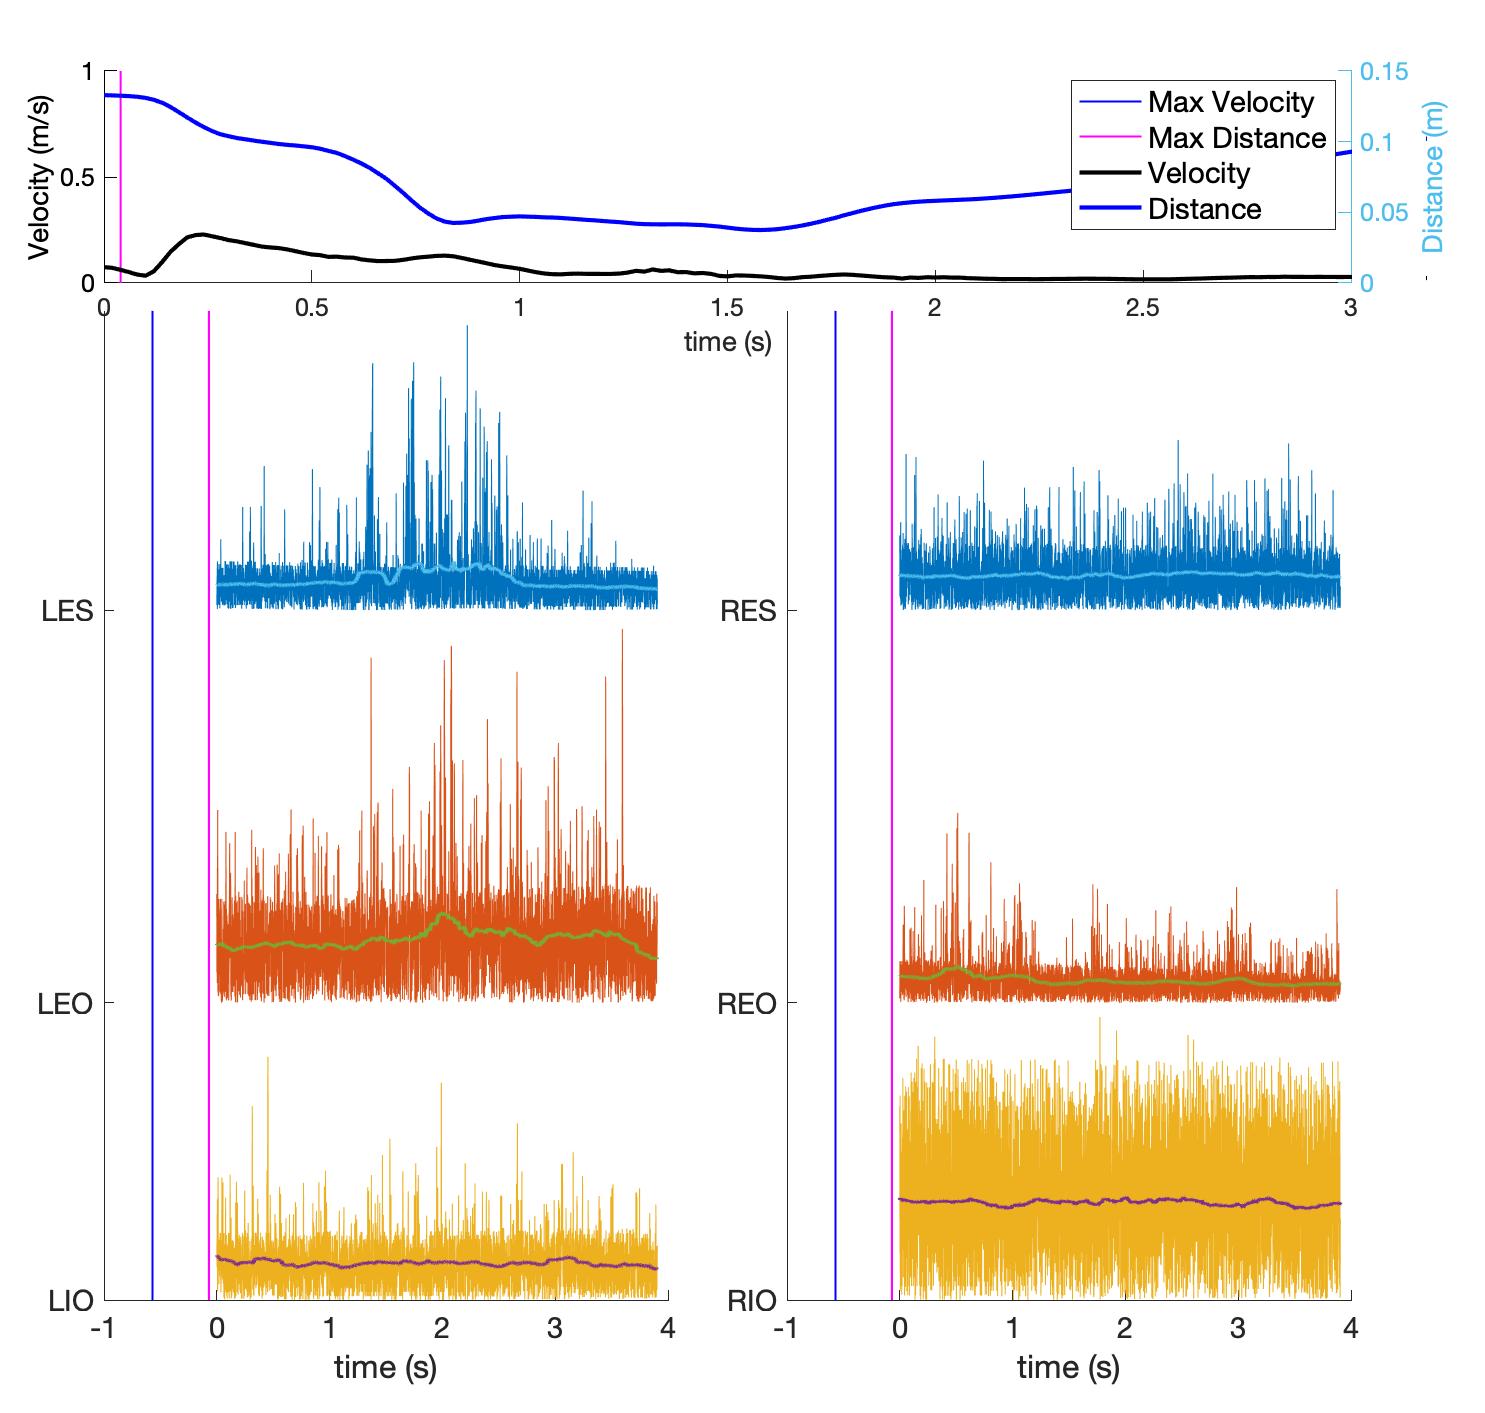 1
0.5
0
Velocity (m/s)
0.15
0.1
0.05
0
Distance (m)
Max Velocity
Max Distance
Velocity
Distance
0 0.5 1 1.5 2 2.5 3
time (s)
LES
LEO
LIO
-1 0 1 2 3 4
time (s)
RES
REO
RIO
-1 0 1 2 3 4
time (s)